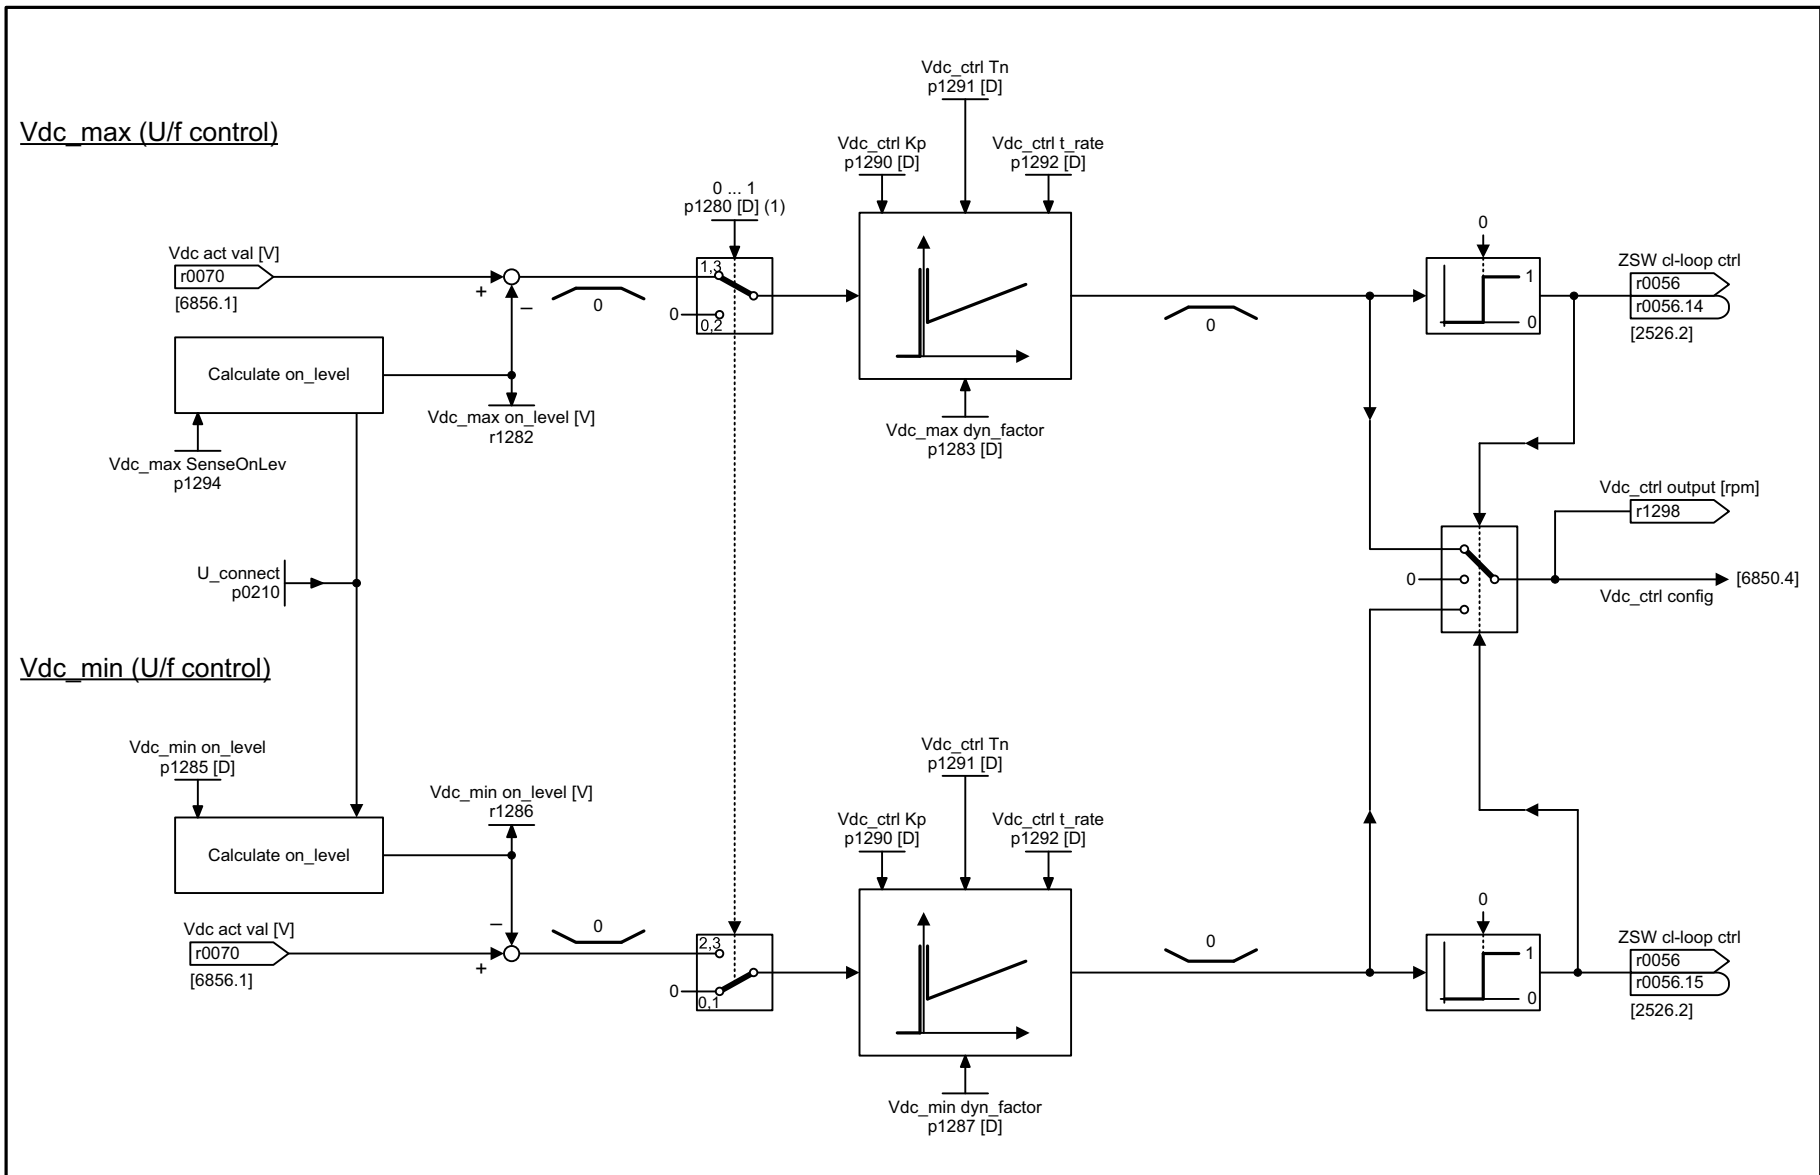 Vdc_max (U/f control)
Vdc_ctrl Tn
p1291 [D]
Vdc_ctrl Kp
p1290 [D]
Vdc_ctrl t_rate
p1292 [D]
0 ... 1
p1280 [D] (1)
Vdc act val [V]
r0070
[6856.1]
+
–
0
1,3
0
0,2
0
0
1
0
ZSW cl-loop ctrl
r0056
r0056.14
[2526.2]
Calculate on_level
Vdc_max on_level [V]
r1282
Vdc_max dyn_factor
p1283 [D]
Vdc_max SenseOnLev
p1294
Vdc_ctrl output [rpm]
r1298
U_connect
p0210
0
[6850.4]
Vdc_ctrl config
Vdc_min (U/f control)
Vdc_min on_level
p1285 [D]
Vdc_ctrl Tn
p1291 [D]
Vdc_min on_level [V]
r1286
Vdc_ctrl Kp
p1290 [D]
Vdc_ctrl t_rate
p1292 [D]
Calculate on_level
Vdc act val [V]
r0070
[6856.1]
–
+
0
2,3
0
0,1
0
0
1
0
ZSW cl-loop ctrl
r0056
r0056.15
[2526.2]
Vdc_min dyn_factor
p1287 [D]